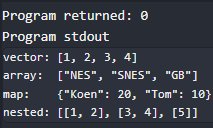 Program returned: 0
Program stdout
vector: [1, 2, 3, 4]
array:  ["NES", "SNES", "GB"]
map:    {"Koen": 20, "Tom": 10}
nested: [[1, 2], [3, 4], [5]]